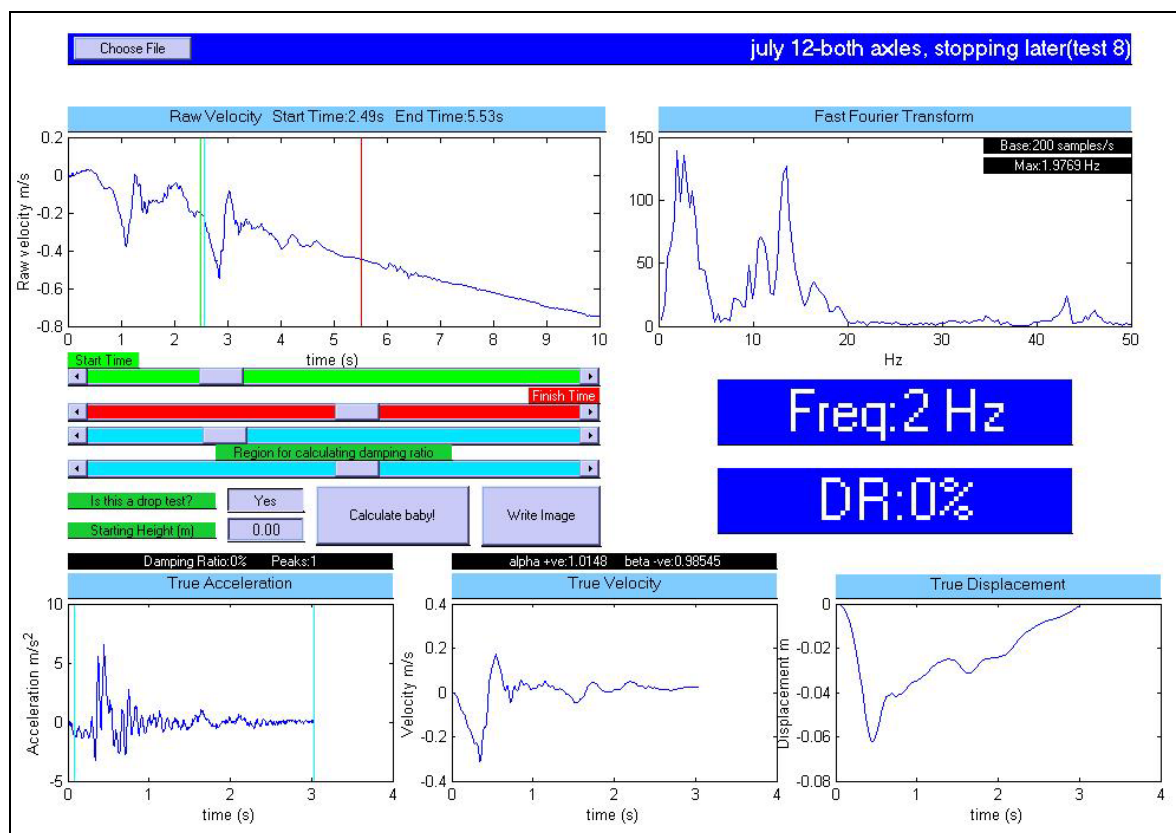 Choose File
july 12-both axles, stopping later(test 8)
Raw Velocity Start Time:2.49s End Time:5.53s
Raw velocity m/s
0.2
0
-0.2
-0.4
-0.6
-0.8
0 1 2 3 4 5 6 7 8 9 10
time (s)
Fast Fourier Transform
Base:200 samples/s
Max:1.9769 Hz
150
100
50
0
0 10 20 30 40 50
Hz
Start Time
Finish Time
Region for calculating damping ratio
Is this a drop test? Yes
Starting Height (m) 0.00
Calculate baby!
Write Image
Freq:2 Hz
DR:0%
Damping Ratio:0% Peaks:1
True Acceleration
Acceleration m/s²
10
5
0
-5
0 1 2 3 4
time (s)
alpha +ve:1.0148 beta -ve:0.98545
True Velocity
Velocity m/s
0.4
0.2
0
-0.2
-0.4
0 1 2 3 4
time (s)
True Displacement
Displacement m
0
-0.02
-0.04
-0.06
-0.08
0 1 2 3 4
time (s)